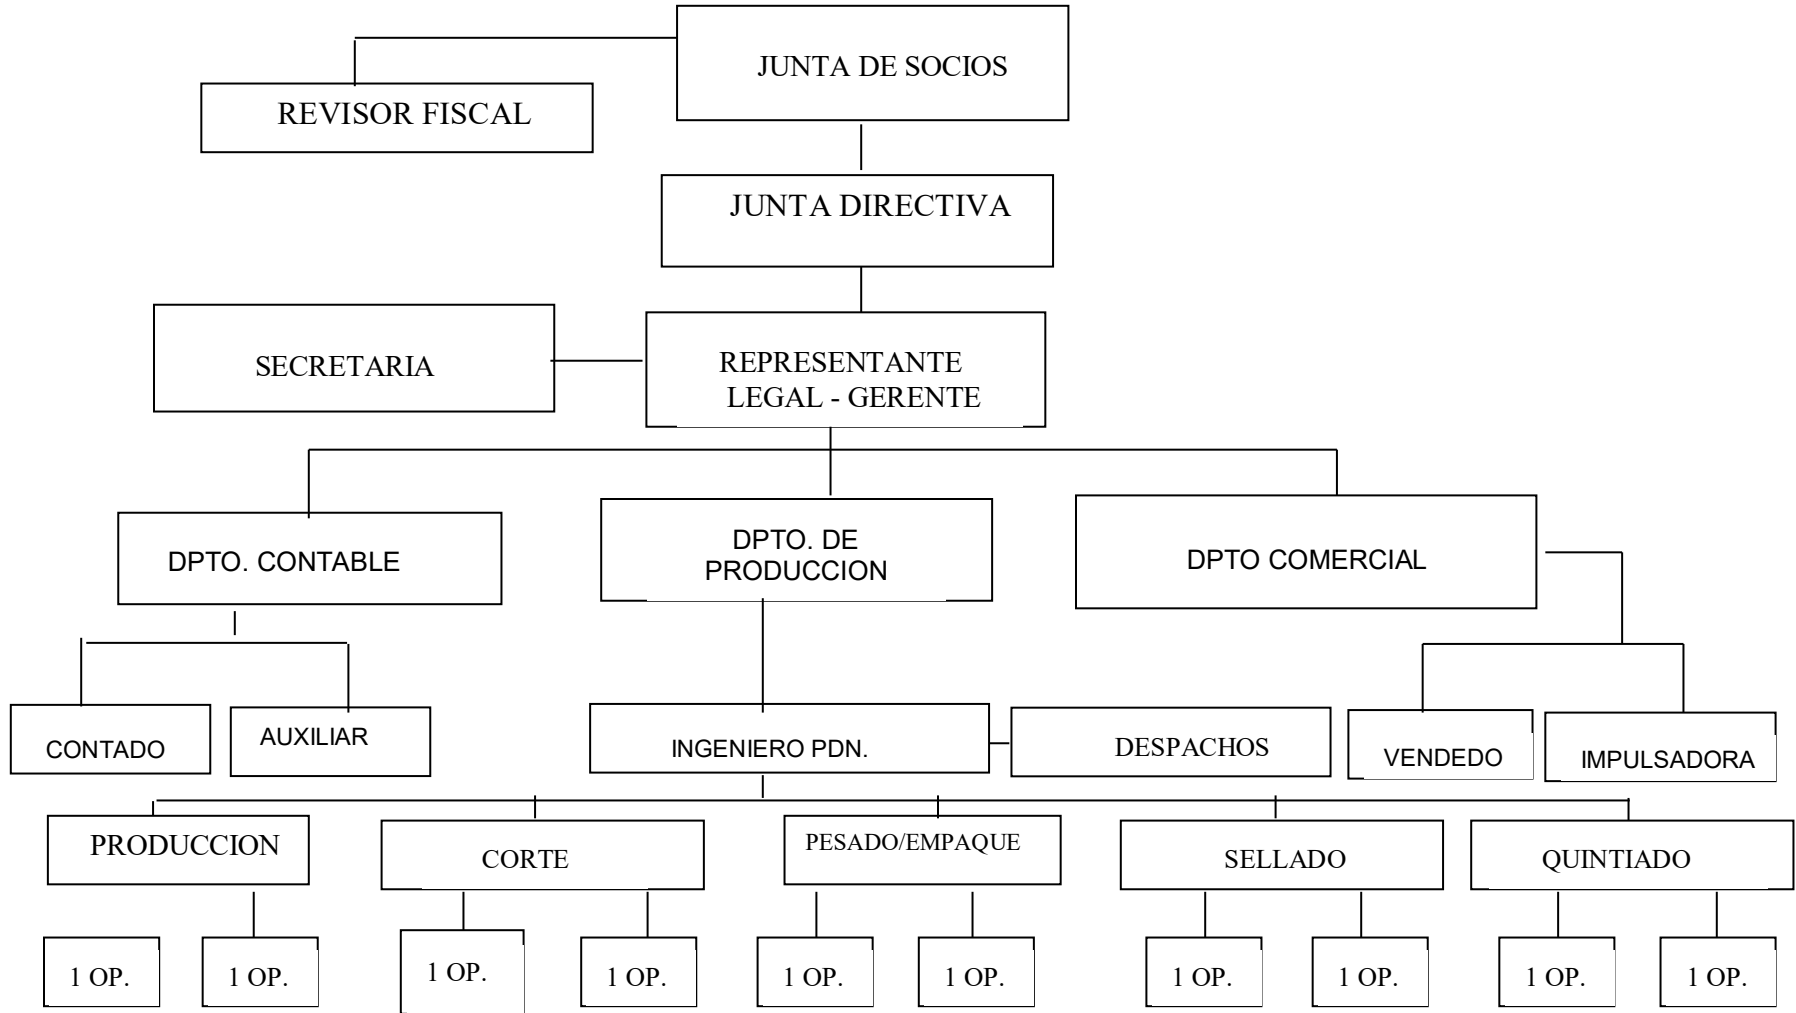 JUNTA DE SOCIOS
REVISOR FISCAL
JUNTA DIRECTIVA
SECRETARIA
REPRESENTANTE
LEGAL - GERENTE
DPTO. CONTABLE
DPTO. DE
PRODUCCION
DPTO COMERCIAL
CONTADO
AUXILIAR
INGENIERO PDN.
DESPACHOS
VENDEDO
IMPULSADORA
PRODUCCION
CORTE
PESADO/EMPAQUE
SELLADO
QUINTIADO
1 OP.
1 OP.
1 OP.
1 OP.
1 OP.
1 OP.
1 OP.
1 OP.
1 OP.
1 OP.